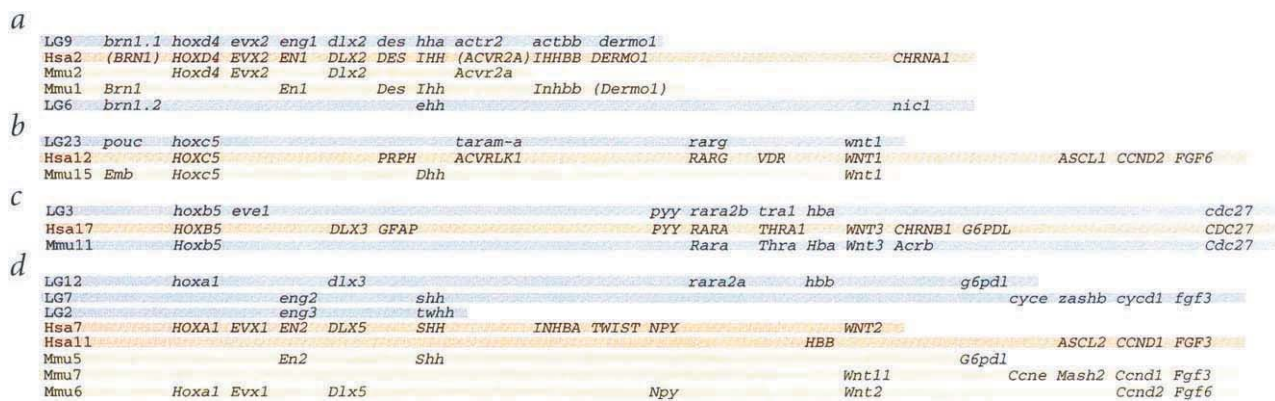 a
LG9 brn1.1 hoxd4 evx2 eng1 dlx2 des hha actr2 actbb dermo1
Hsa2 (BRN1) HOXD4 EVX2 EN1 DLX2 DES IHH (ACVR2A) IHHBB DERMO1 CHRNA1
Mmu2 Hoxd4 Evx2 Dlx2 Acvr2a
Mmu1 Brn1 En1 Des Ihh Inhbb (Dermo1)
LG6 brn1.2 ehh nic1
b
LG23 pouc hoxc5 taram-a rarg wnt1
Hsa12 HOXC5 PRPH ACVRLK1 RARG VDR WNT1 ASCL1 CCND2 FGF6
Mmu15 Emb Hoxc5 Dhh Wnt1
c
LG3 hoxb5 eve1 pyy rara2b tra1 hba cdc27
Hsa17 HOXB5 DLX3 GFAP PYY RARA THRA1 WNT3 CHRNB1 G6PDL CDC27
Mmu11 Hoxb5 Rara Thra Hba Wnt3 Acrb Cdc27
d
LG12 hoxa1 dlx3 rara2a hbb g6pdl
LG7 eng2 shh cyce zashb cycd1 fgf3
LG2 eng3 twhh
Hsa7 HOXA1 EVX1 EN2 DLX5 SHH INHBA TWIST NPY WNT2
Hsa11 HBB ASCL2 CCND1 FGF3
Mmu5 En2 Shh G6pdl
Mmu7 Wnt11 Ccne Mash2 Ccnd1 Fgf3
Mmu6 Hoxa1 Evx1 Dlx5 Npy Wnt2 Ccnd2 Fgf6